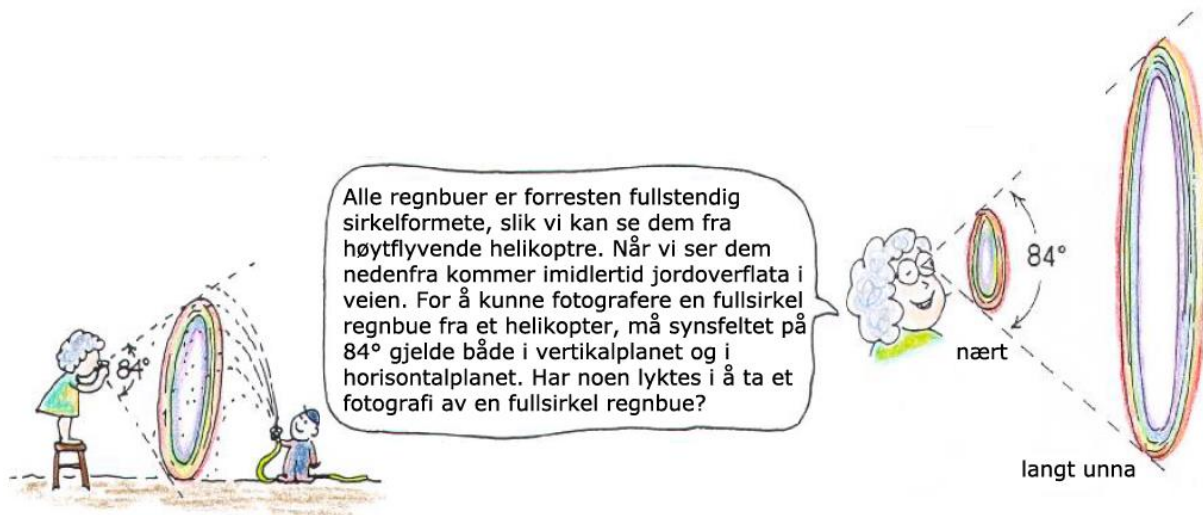 Alle regnbuer er forresten fullstendig
sirkelformete, slik vi kan se dem fra
høytflyvende helikoptre. Når vi ser dem
nedenfra kommer imidlertid jordoverflata i
veien. For å kunne fotografere en fullsirkel
regnbue fra et helikopter, må synsfeltet på
84° gjelde både i vertikalplanet og i
horisontalplanet. Har noen lyktes i å ta et
fotografi av en fullsirkel regnbue?
84°
84°
nært
langt unna